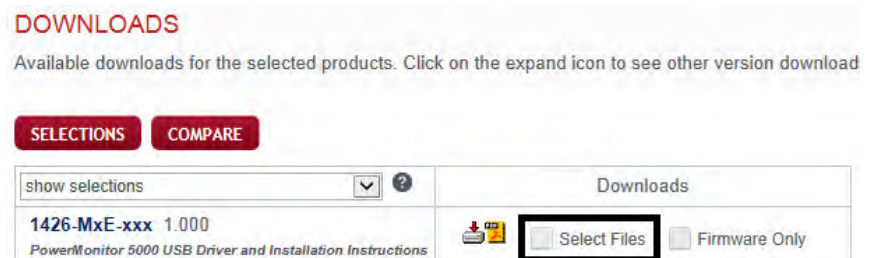 DOWNLOADS
Available downloads for the selected products. Click on the expand icon to see other version download
SELECTIONS COMPARE
show selections Downloads
1426-MxE-xxx 1.000
PowerMonitor 5000 USB Driver and Installation Instructions
Select Files Firmware Only